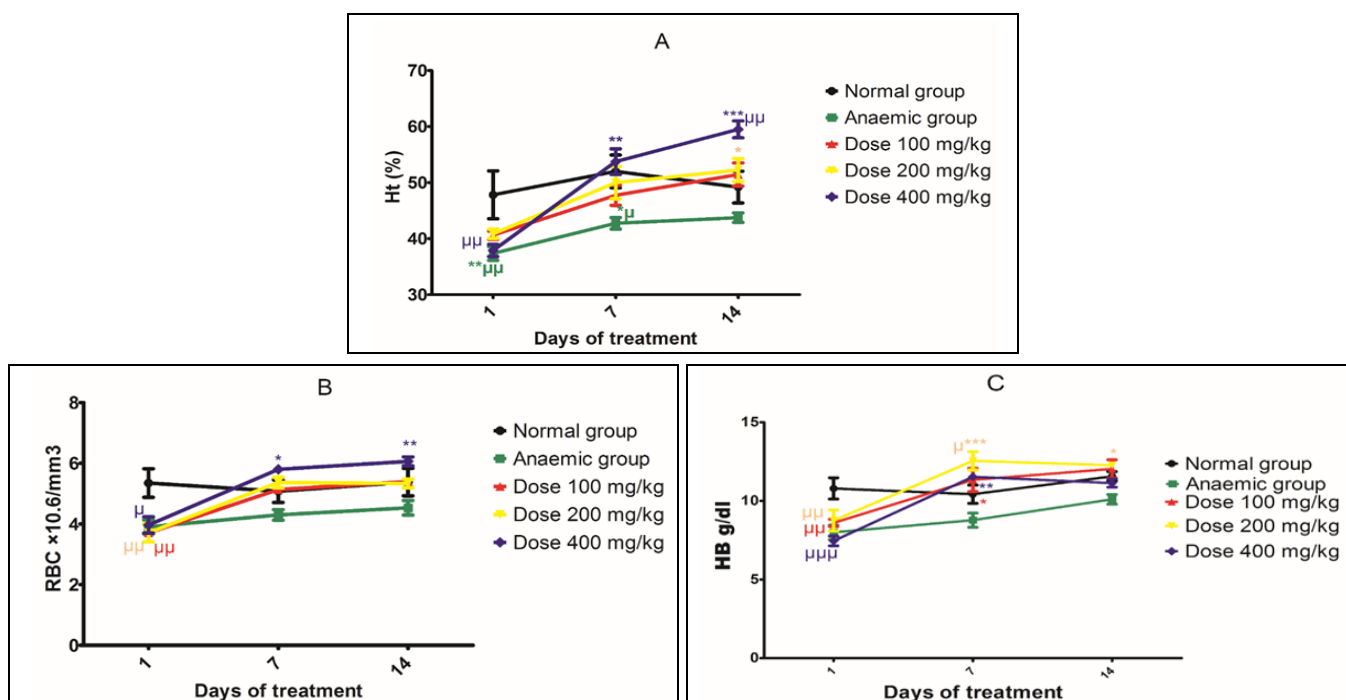 A
70
60
50
40
30
Ht (%)
***µµ
**
*
*µ
µµ
**µµ
1
7
14
Days of treatment
Normal group
Anaemic group
Dose 100 mg/kg
Dose 200 mg/kg
Dose 400 mg/kg
B
8
6
4
2
0
RBC ×10.6/mm3
**
*
µ
µµ *µµ
1
7
14
Days of treatment
Normal group
Anaemic group
Dose 100 mg/kg
Dose 200 mg/kg
Dose 400 mg/kg
C
15
10
5
0
HB g/dl
µ***
*
**
*
µµ
µµ
µµµ
1
7
14
Days of treatment
Normal group
Anaemic group
Dose 100 mg/kg
Dose 200 mg/kg
Dose 400 mg/kg